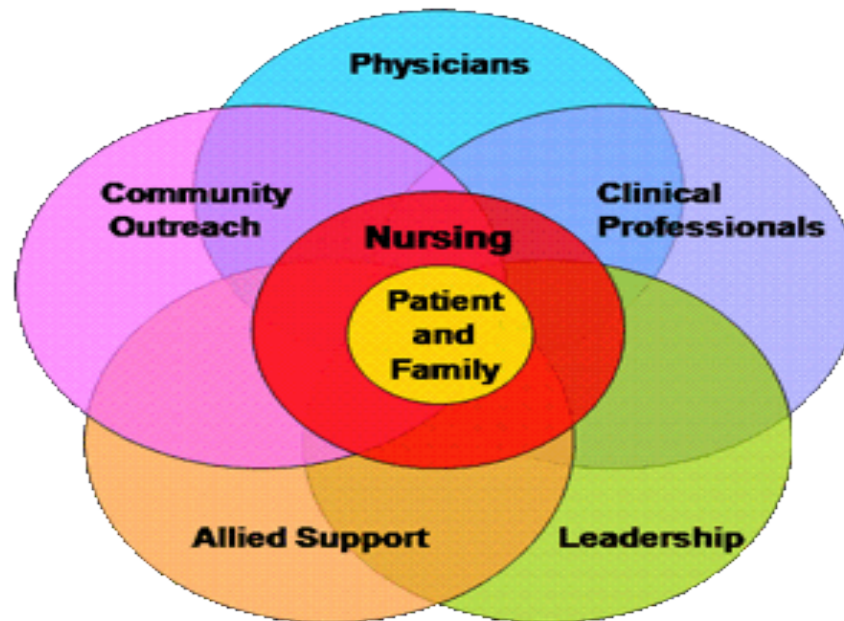 Physicians
Community
Outreach
Clinical
Professionals
Nursing
Patient
and
Family
Allied Support
Leadership